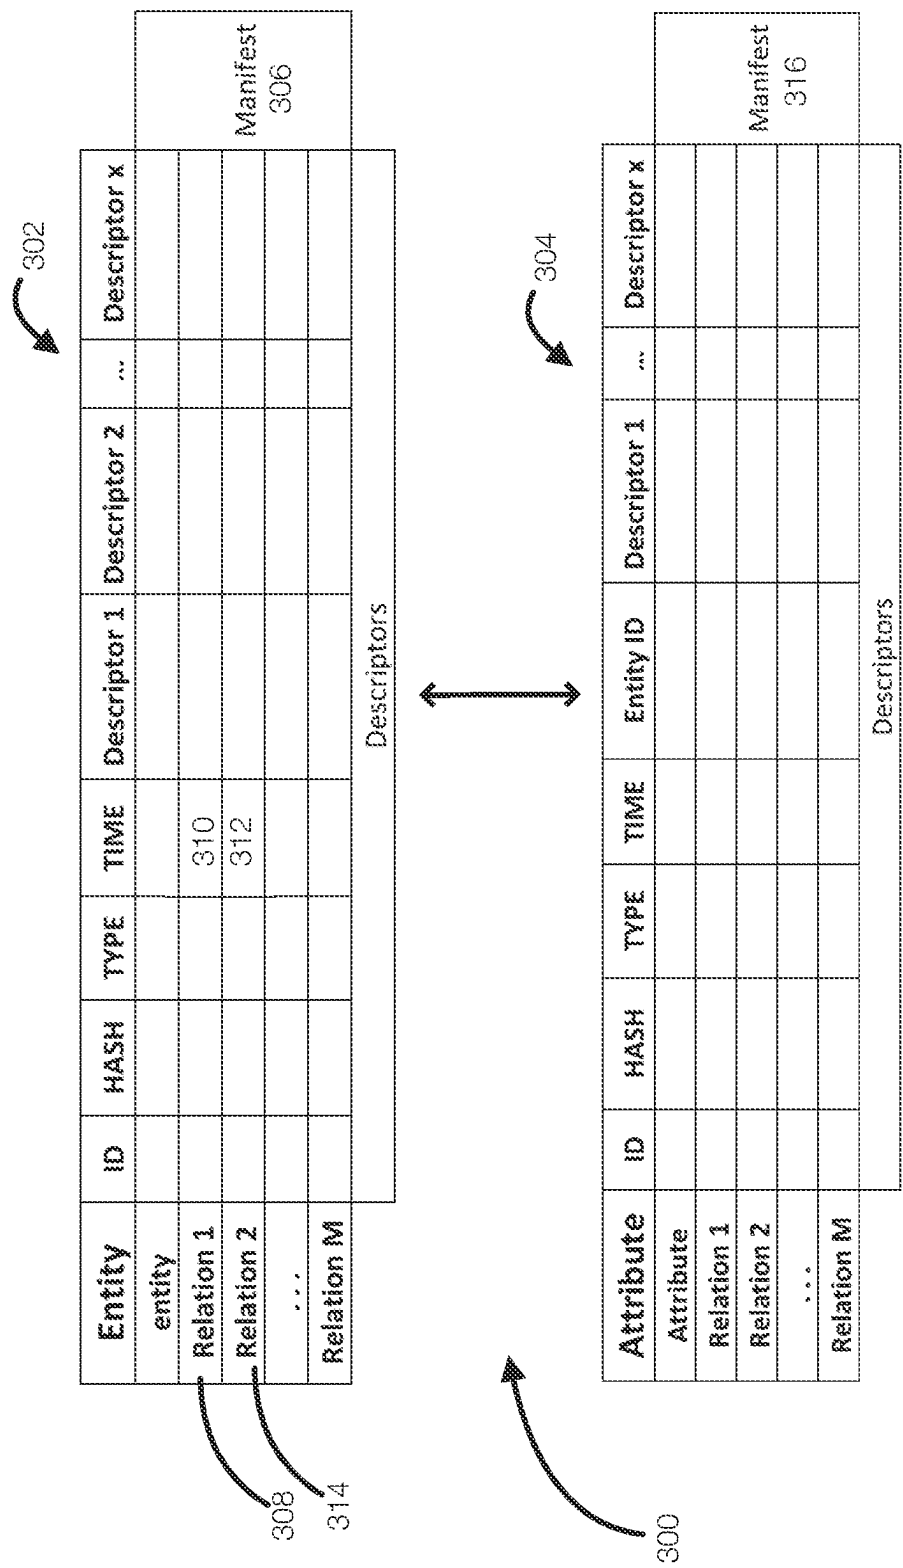 302
Entity ID HASH TYPE TIME Descriptor 1 Descriptor 2 ... Descriptor x
entity
Relation 1 310
Relation 2 312
...
Relation M
Manifest
306
Descriptors
308
314
304
Attribute ID HASH TYPE TIME Entity ID Descriptor 1 ... Descriptor x
Attribute
Relation 1
Relation 2
...
Relation M
Manifest
316
Descriptors
300